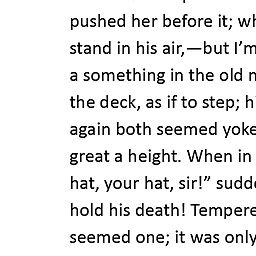 pushed her before it; wh
stand in his air,—but I’m
a something in the old m
the deck, as if to step; h
again both seemed yoke
great a height. When in
hat, your hat, sir!” sudd
hold his death! Tempere
seemed one; it was only